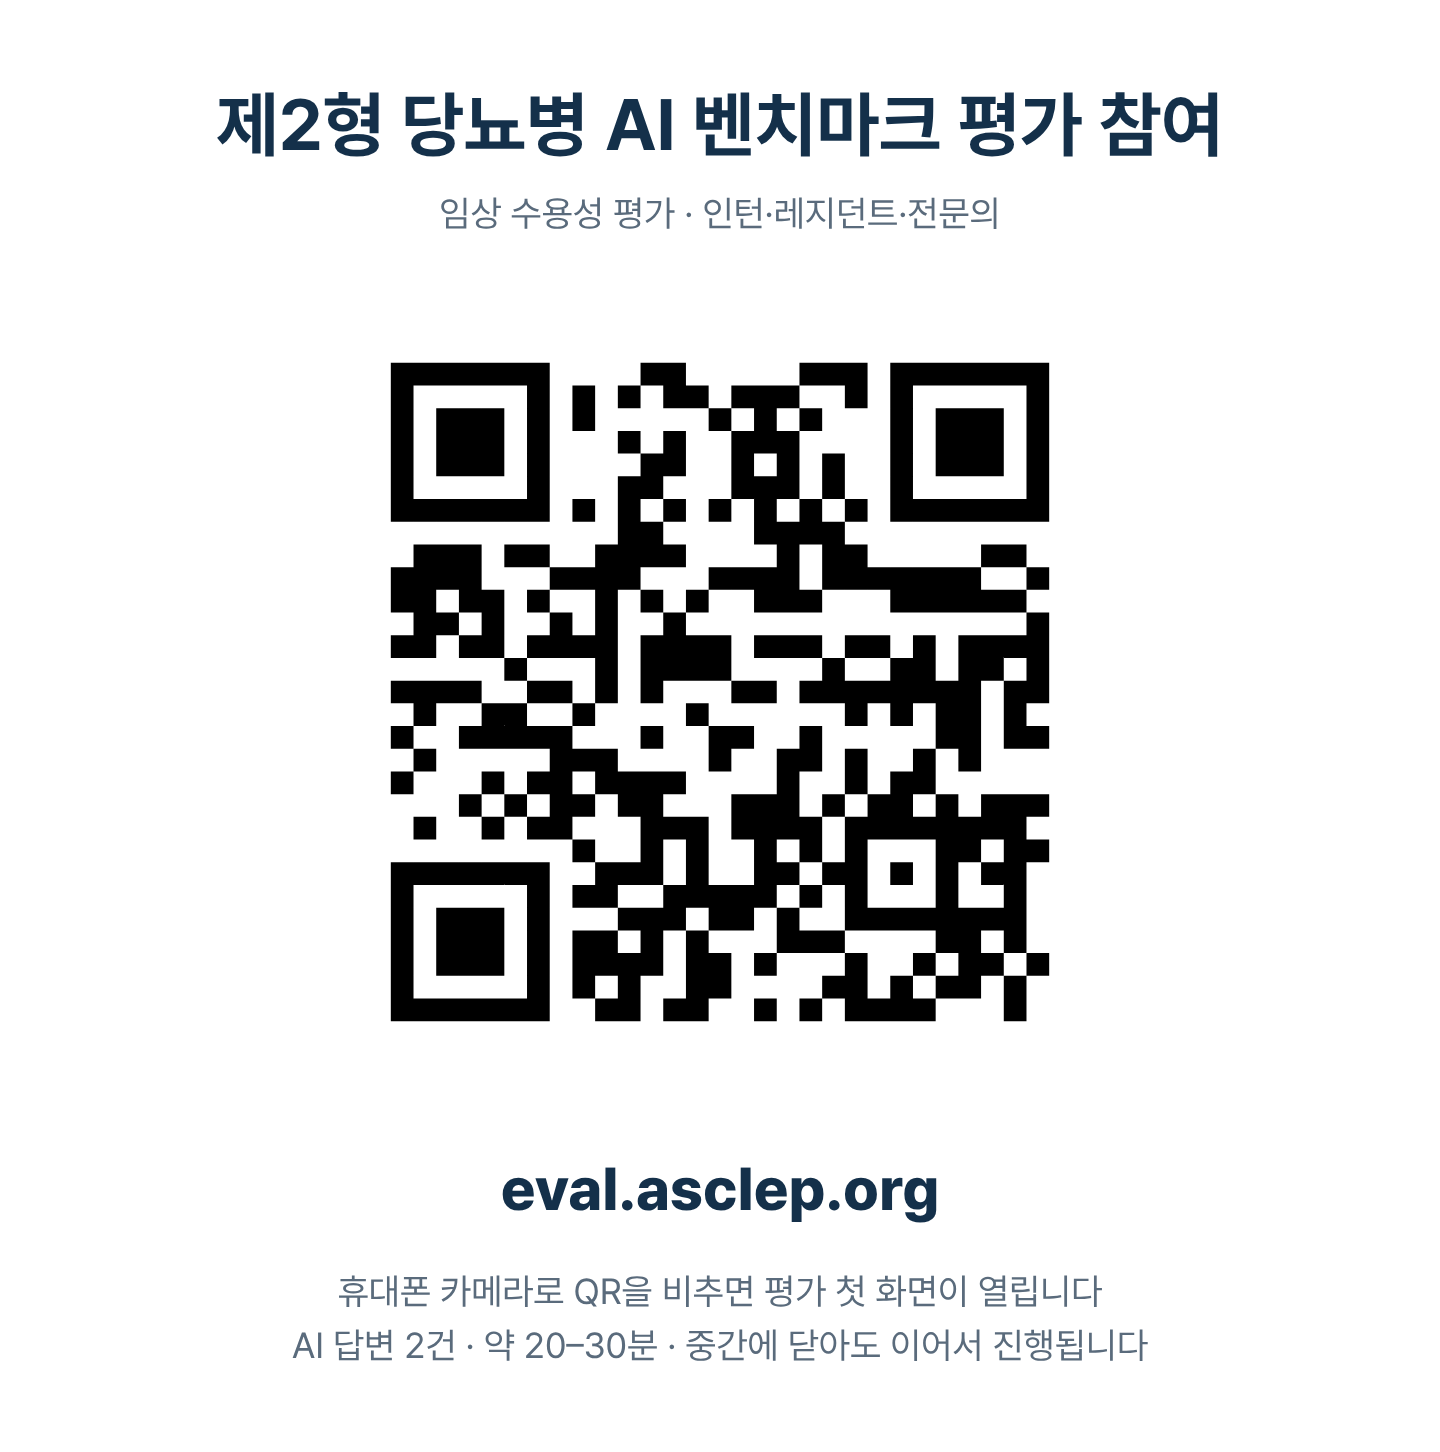 제2형 당뇨병 AI 벤치마크 평가 참여
임상 수용성 평가 · 인턴·레지던트·전문의
eval.asclep.org
휴대폰 카메라로 QR을 비추면 평가 첫 화면이 열립니다
AI 답변 2건 · 약 20–30분 · 중간에 닫아도 이어서 진행됩니다